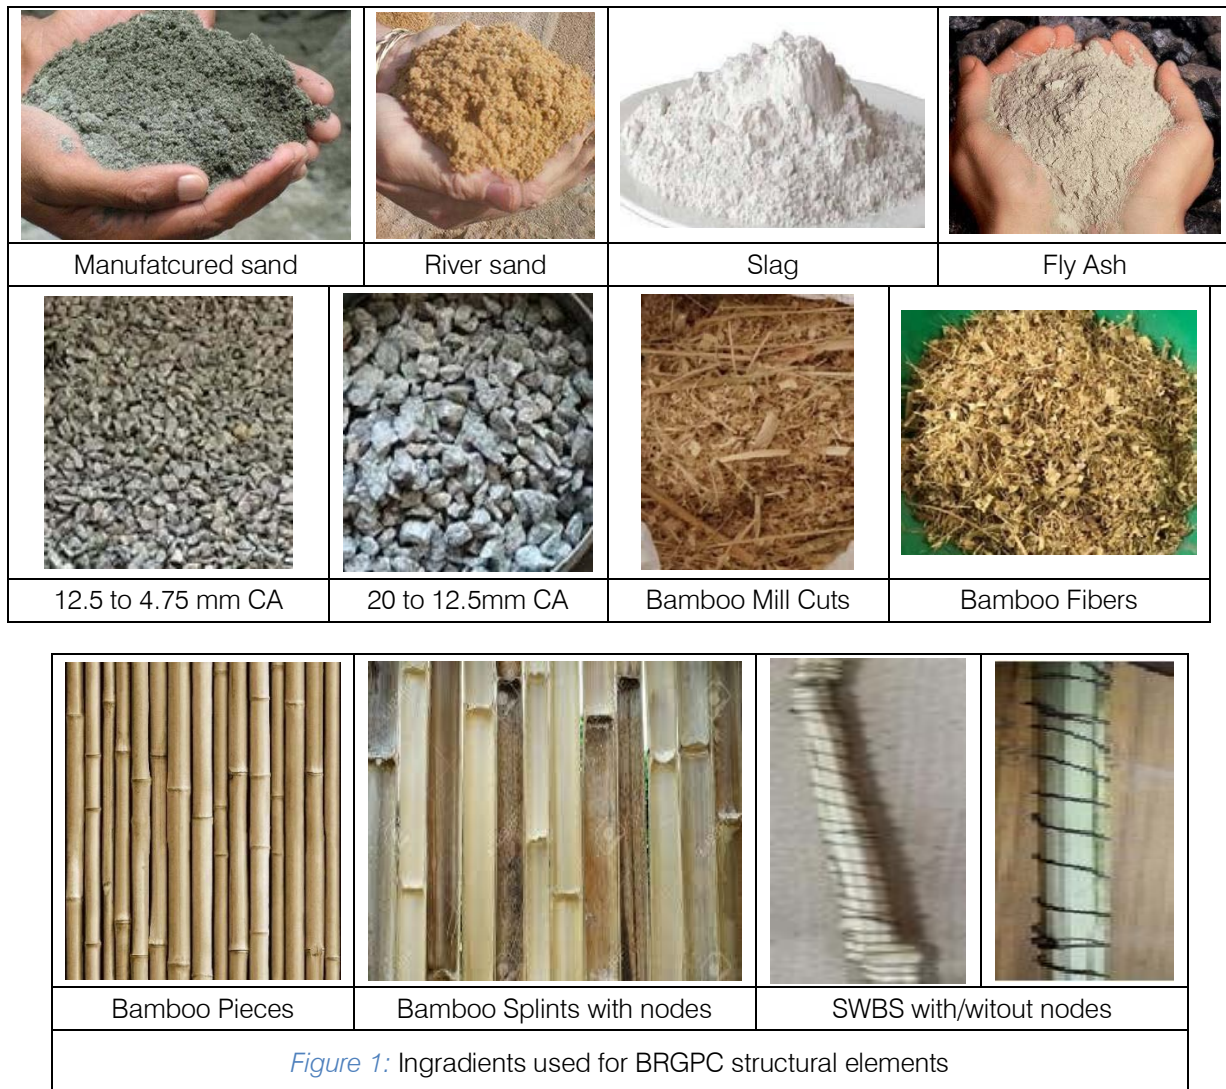 Manufatcured sand
River sand
Slag
Fly Ash
12.5 to 4.75 mm CA
20 to 12.5mm CA
Bamboo Mill Cuts
Bamboo Fibers
Bamboo Pieces
Bamboo Splints with nodes
SWBS with/witout nodes
Figure 1: Ingradients used for BRGPC structural elements